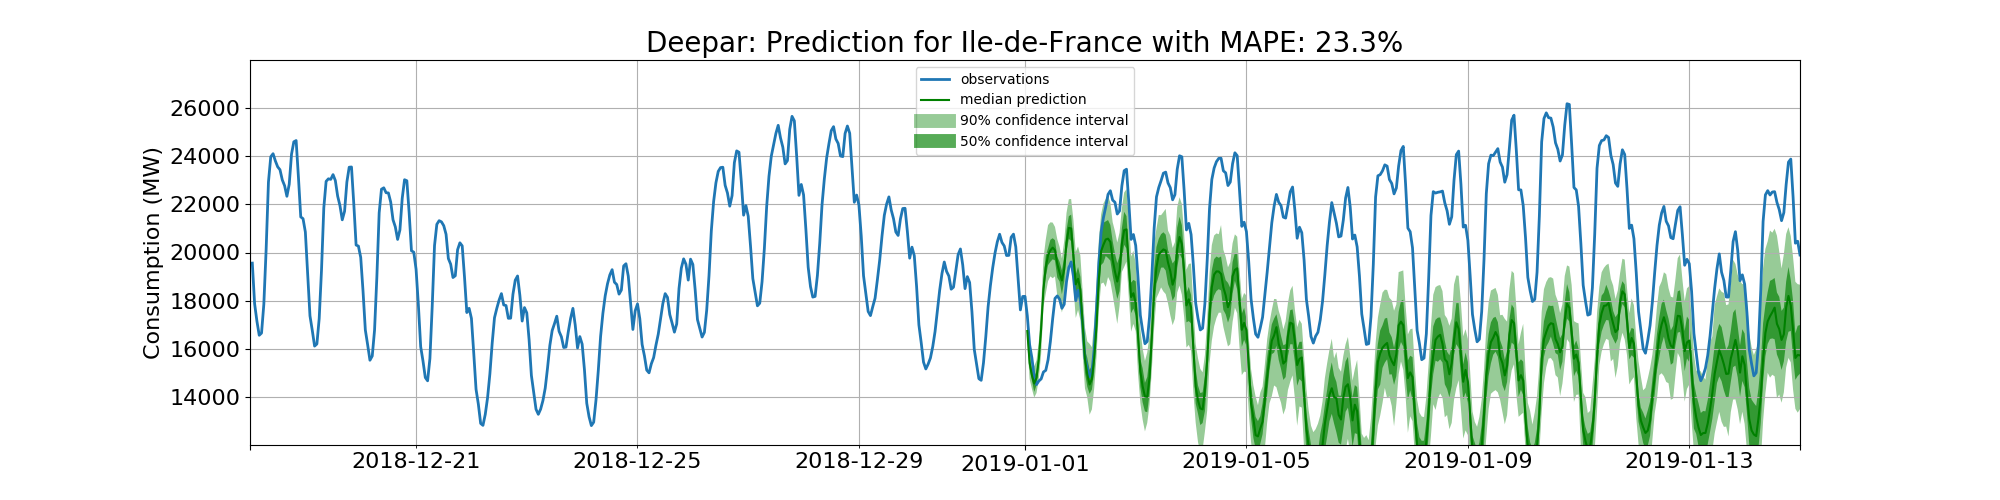 Deepar: Prediction for Ile-de-France with MAPE: 23.3%
observations
median prediction
90% confidence interval
50% confidence interval
Consumption (MW)
26000
24000
22000
20000
18000
16000
14000
2018-12-21
2018-12-25
2018-12-29
2019-01-01
2019-01-05
2019-01-09
2019-01-13